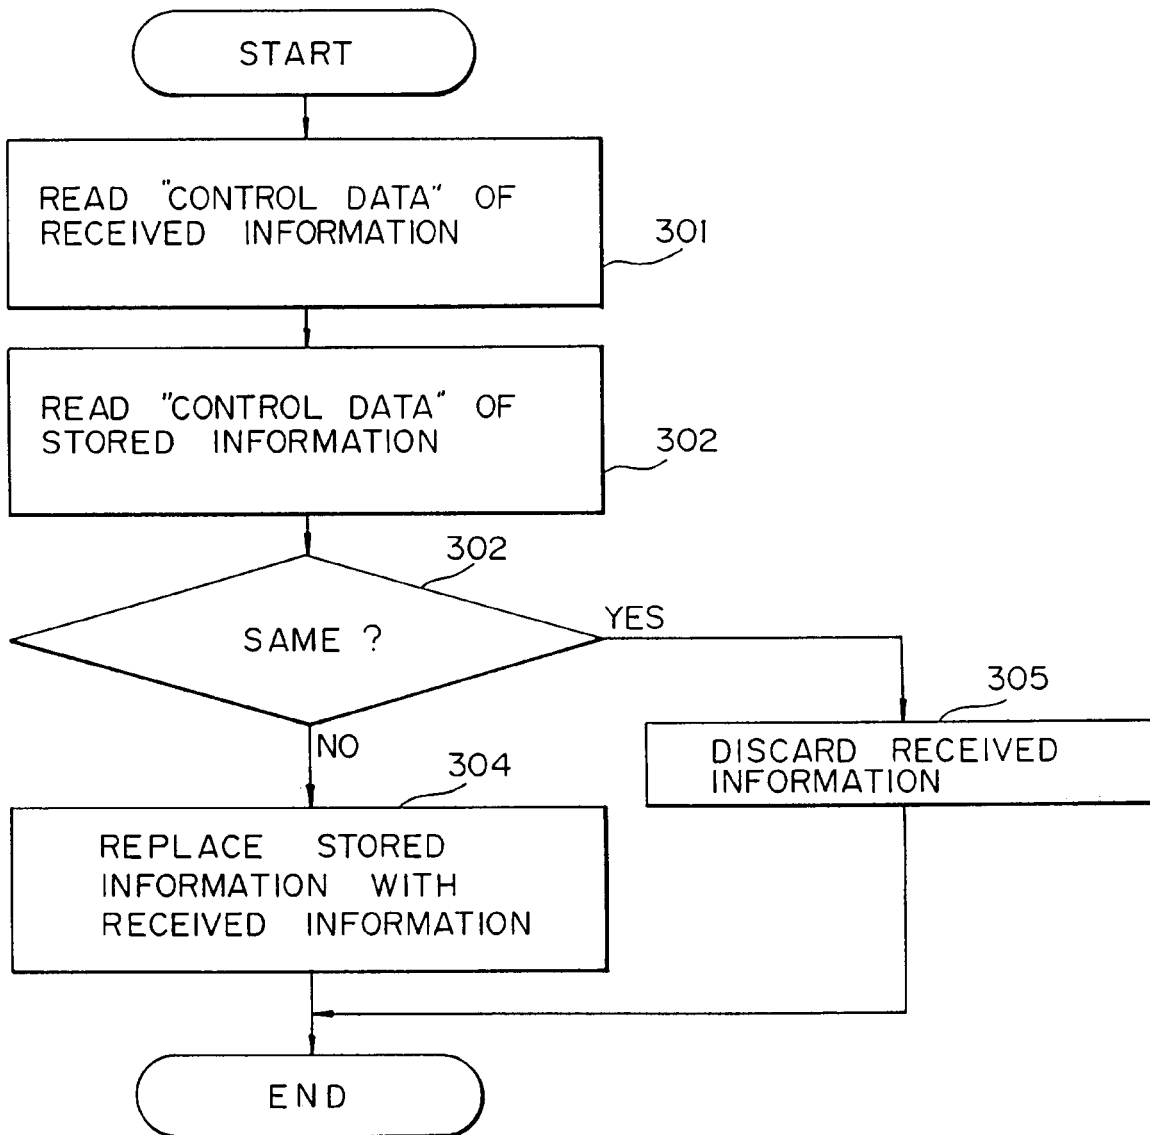 START
READ "CONTROL DATA" OF
RECEIVED INFORMATION
301
READ "CONTROL DATA" OF
STORED INFORMATION
302
302
SAME ?
YES
NO
305
DISCARD RECEIVED
INFORMATION
304
REPLACE STORED
INFORMATION WITH
RECEIVED INFORMATION
END